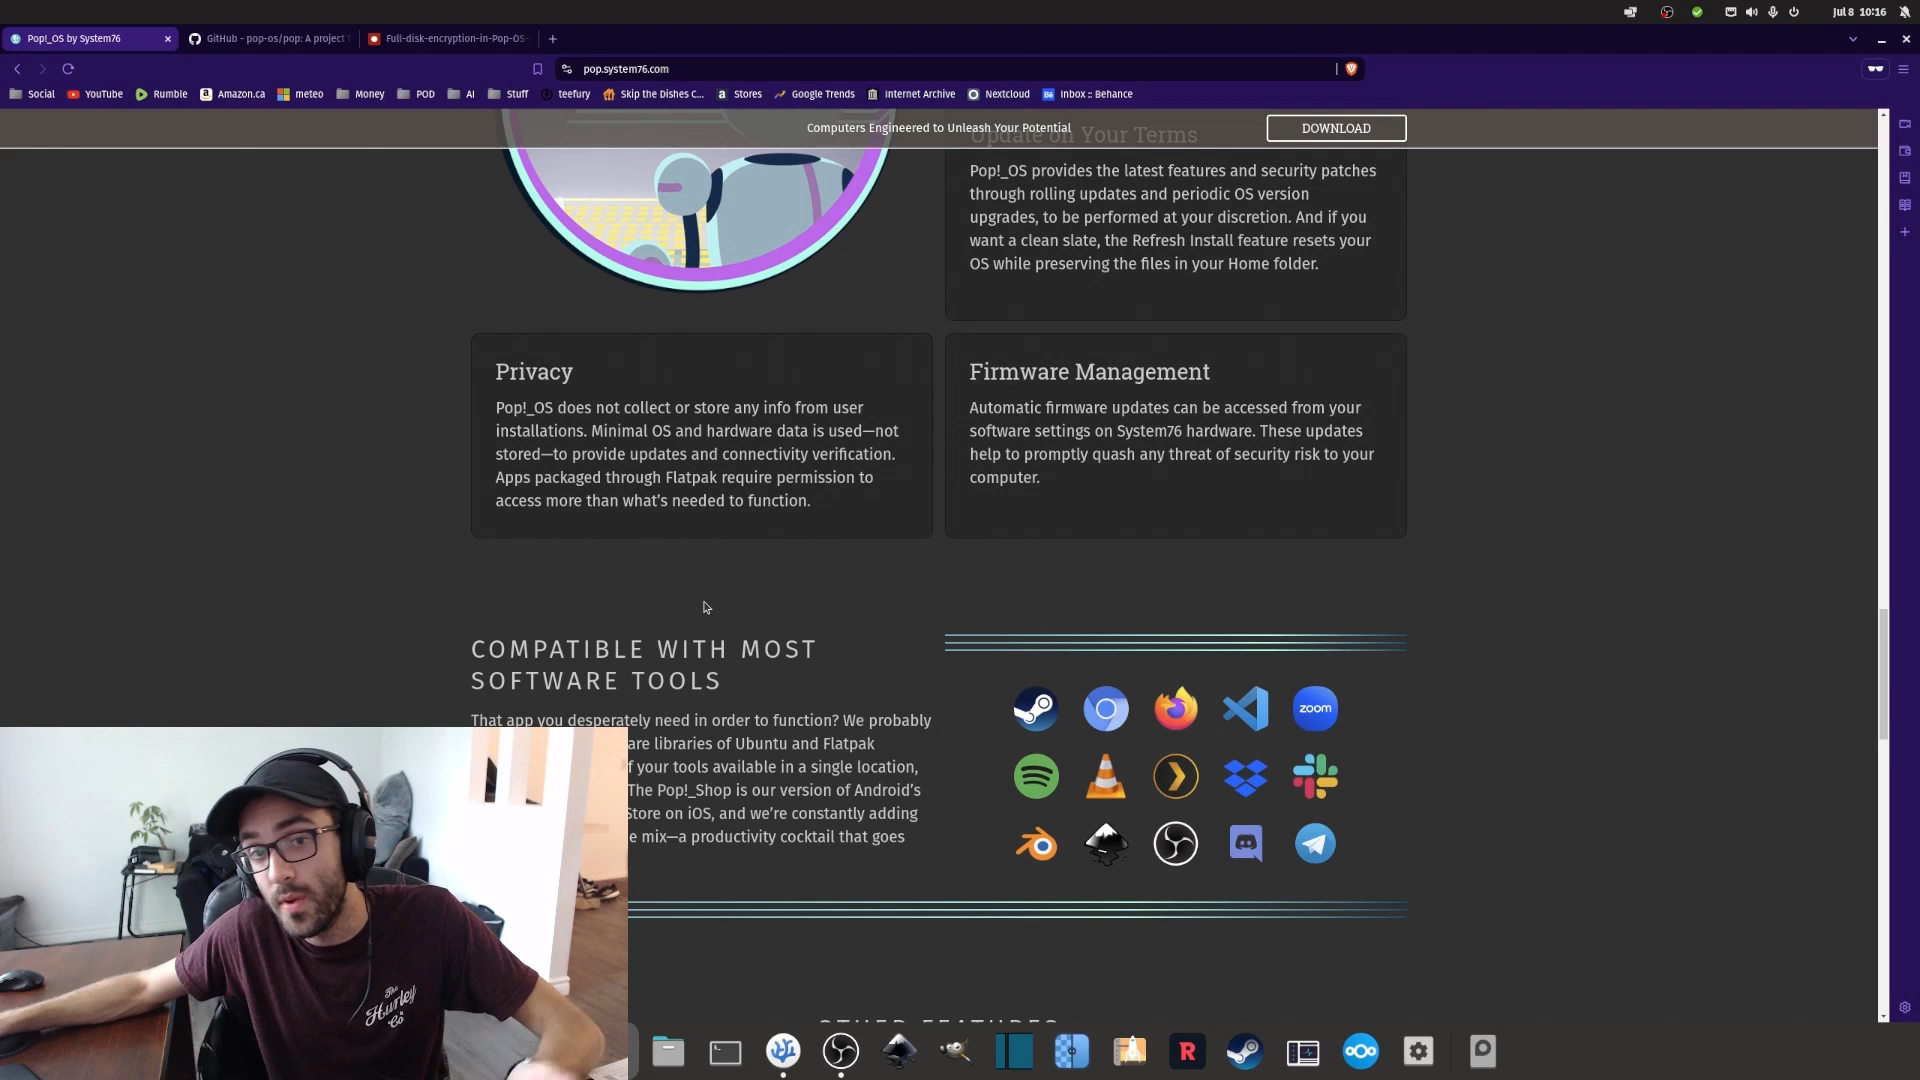 Jul 8 10:16
Pop!_OS by System76
GitHub - pop-os/pop: A project
Full-disk-encryption-in-Pop-OS-
pop.system76.com
Social
YouTube
Rumble
Amazon.ca
meteo
Money
POD
AI
Stuff
teefury
Skip the Dishes C...
Stores
Google Trends
Internet Archive
Nextcloud
Inbox :: Behance
Computers Engineered to Unleash Your Potential
DOWNLOAD
Update on Your Terms
Pop!_OS provides the latest features and security patches
through rolling updates and periodic OS version
upgrades, to be performed at your discretion. And if you
want a clean slate, the Refresh Install feature resets your
OS while preserving the files in your Home folder.
Privacy
Pop!_OS does not collect or store any info from user
installations. Minimal OS and hardware data is used—not
stored—to provide updates and connectivity verification.
Apps packaged through Flatpak require permission to
access more than what's needed to function.
Firmware Management
Automatic firmware updates can be accessed from your
software settings on System76 hardware. These updates
help to promptly quash any threat of security risk to your
computer.
COMPATIBLE WITH MOST
SOFTWARE TOOLS
That app you desperately need in order to function? We probably
are libraries of Ubuntu and Flatpak
f your tools available in a single location,
The Pop!_Shop is our version of Android's
Store on iOS, and we're constantly adding
e mix—a productivity cocktail that goes
zoom
The
Hurley
Co
OTHER FEATURES
R